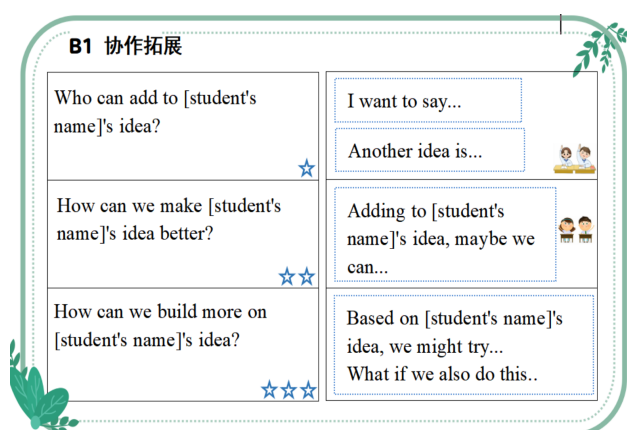 B1 协作拓展
Who can add to [student's
name]'s idea?
I want to say...
Another idea is...
How can we make [student's
name]'s idea better?
Adding to [student's
name]'s idea, maybe we
can...
How can we build more on
[student's name]'s idea?
Based on [student's name]'s
idea, we might try...
What if we also do this..